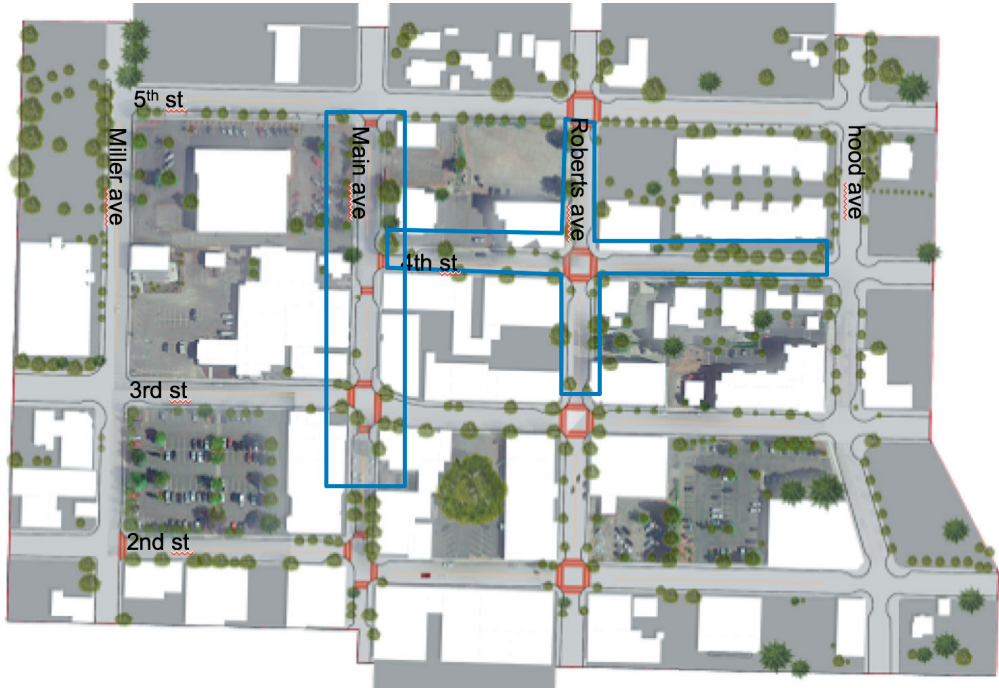 5th st
Miller ave
Main ave
Roberts ave
hood ave
4th st
3rd st
2nd st